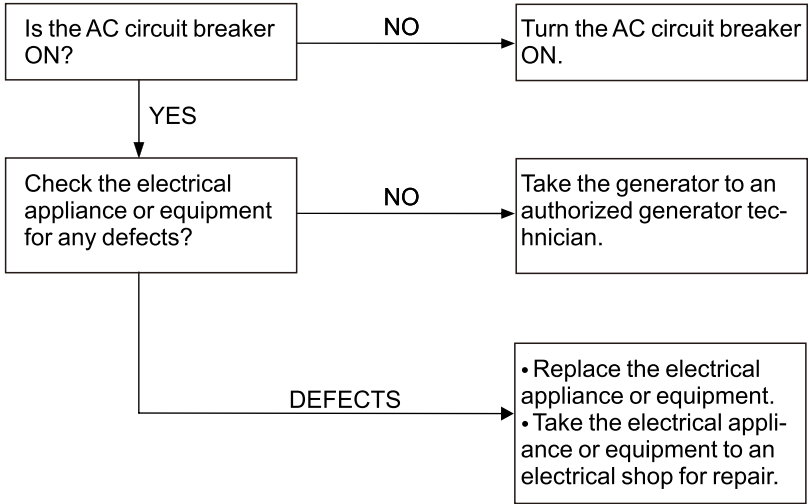 Is the AC circuit breaker
ON?
NO
Turn the AC circuit breaker
ON.
YES
Check the electrical
appliance or equipment
for any defects?
NO
Take the generator to an
authorized generator tec-
hnician.
DEFECTS
• Replace the electrical
appliance or equipment.
• Take the electrical appli-
ance or equipment to an
electrical shop for repair.